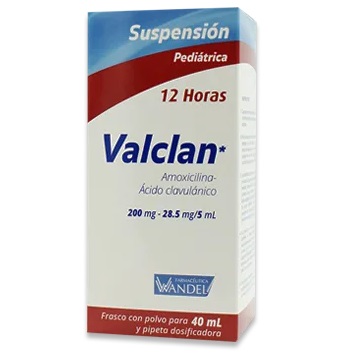 Suspensión
Pediátrica
12 Horas
Valclan*
Amoxicilina-
Ácido clavulánico
200 mg - 28.5 mg/5 mL
FARMACÉUTICA
WANDEL
Frasco con polvo para 40 mL
y pipeta dosificadora